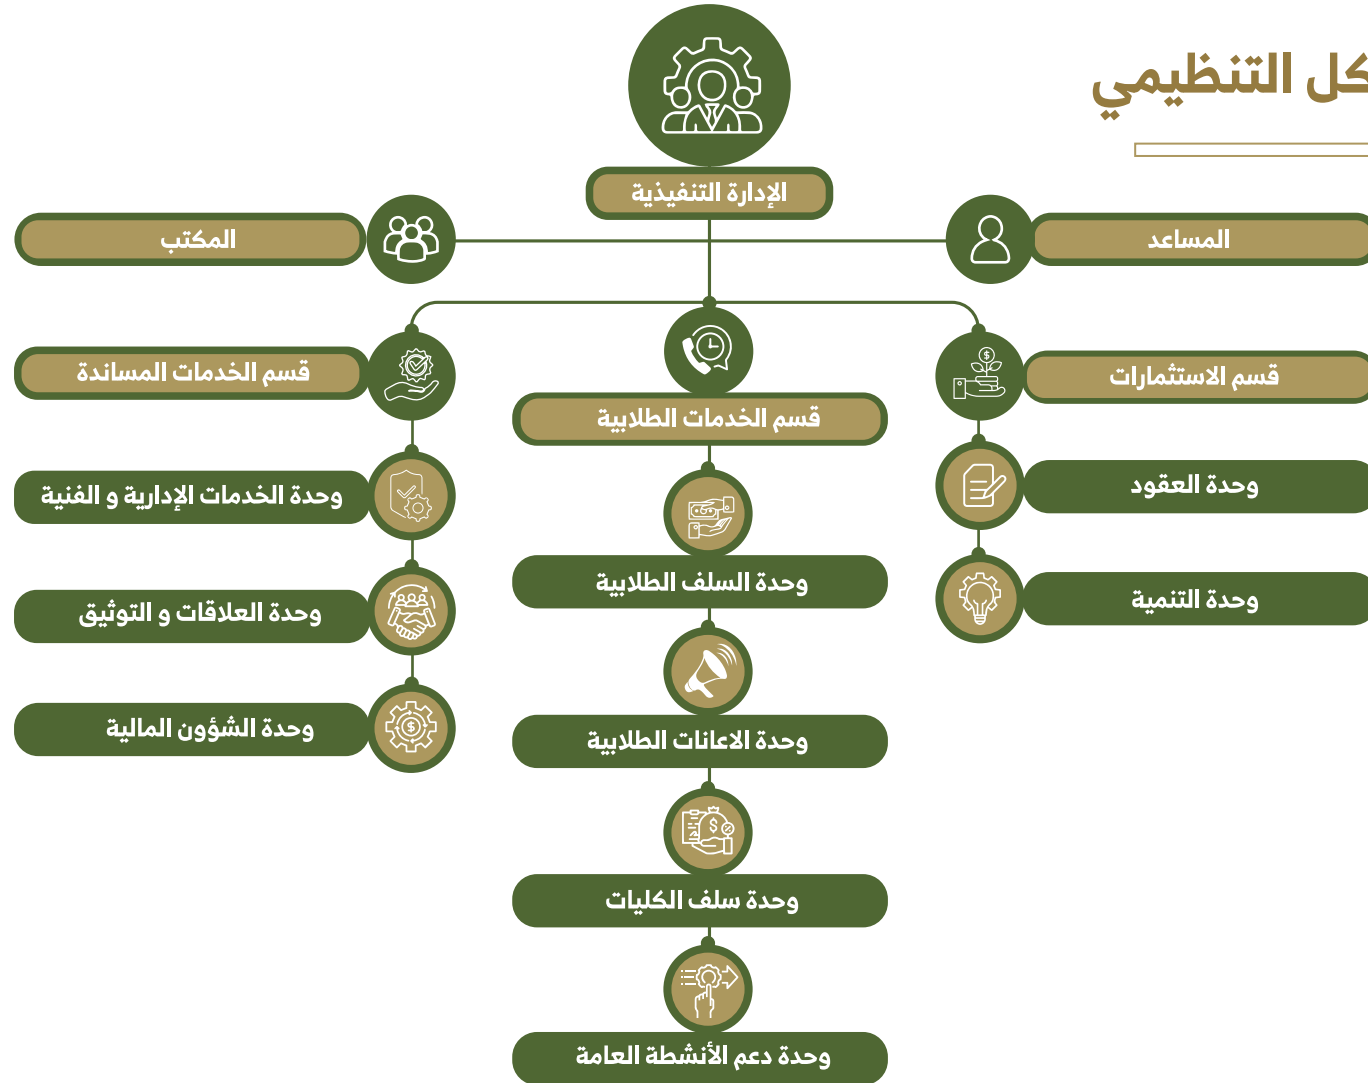 كل التنظيمي
الإدارة التنفيذية
المساعد
المكتب
قسم الاستثمارات
وحدة العقود
وحدة التنمية
قسم الخدمات الطلابية
وحدة السلف الطلابية
وحدة الاعانات الطلابية
وحدة سلف الكليات
وحدة دعم الأنشطة العامة
قسم الخدمات المساندة
وحدة الخدمات الإدارية و الفنية
وحدة العلاقات و التوثيق
وحدة الشؤون المالية